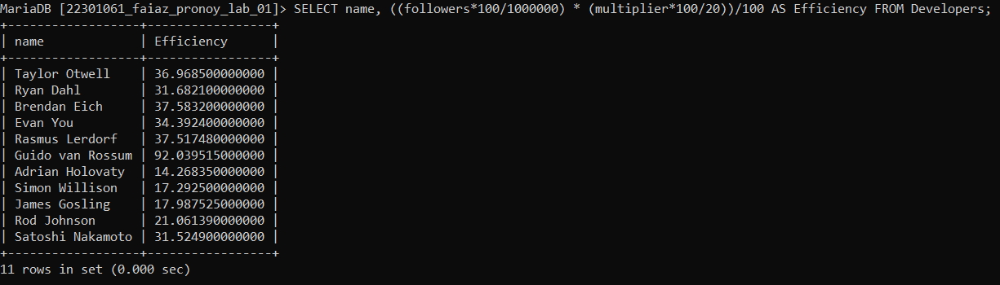 MariaDB [22301061_faiaz_pronoy_lab_01]> SELECT name, ((followers*100/1000000) * (multiplier*100/20))/100 AS Efficiency FROM Developers;
+------------------+-----------------+
| name             | Efficiency      |
+------------------+-----------------+
| Taylor Otwell    | 36.968500000000 |
| Ryan Dahl        | 31.682100000000 |
| Brendan Eich     | 37.583200000000 |
| Evan You         | 34.392400000000 |
| Rasmus Lerdorf   | 37.517480000000 |
| Guido van Rossum | 92.039515000000 |
| Adrian Holovaty  | 14.268350000000 |
| Simon Willison   | 17.292500000000 |
| James Gosling    | 17.987525000000 |
| Rod Johnson      | 21.061390000000 |
| Satoshi Nakamoto | 31.524900000000 |
+------------------+-----------------+
11 rows in set (0.000 sec)